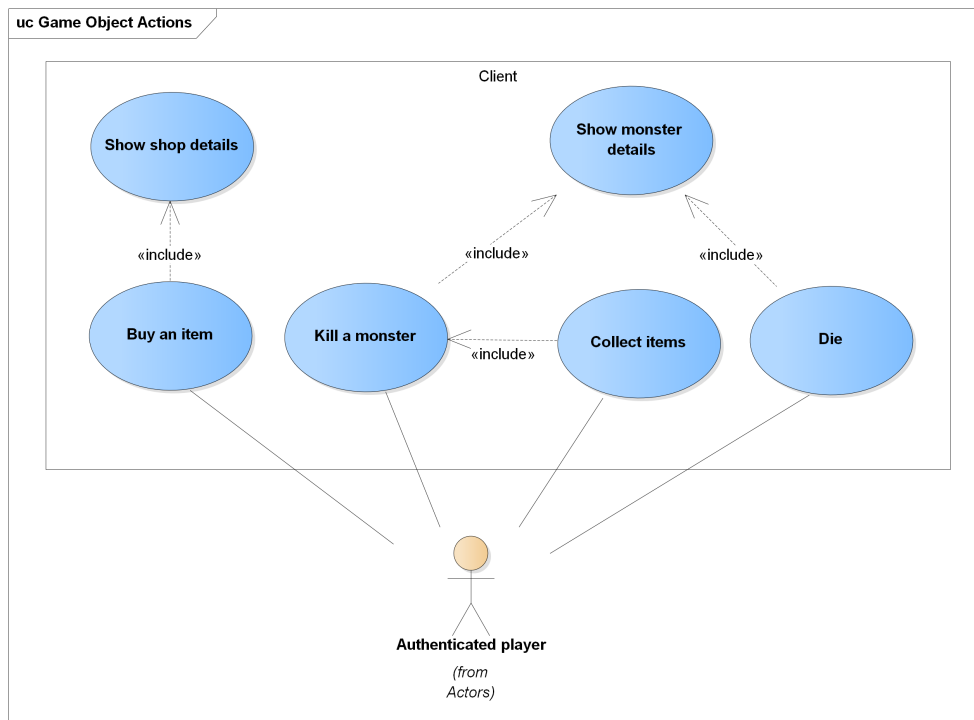 uc Game Object Actions
Client
Show shop details
Show monster
details
«include»
«include»
«include»
Buy an item
Kill a monster
«include»
Collect items
Die
Authenticated player
(from
Actors)